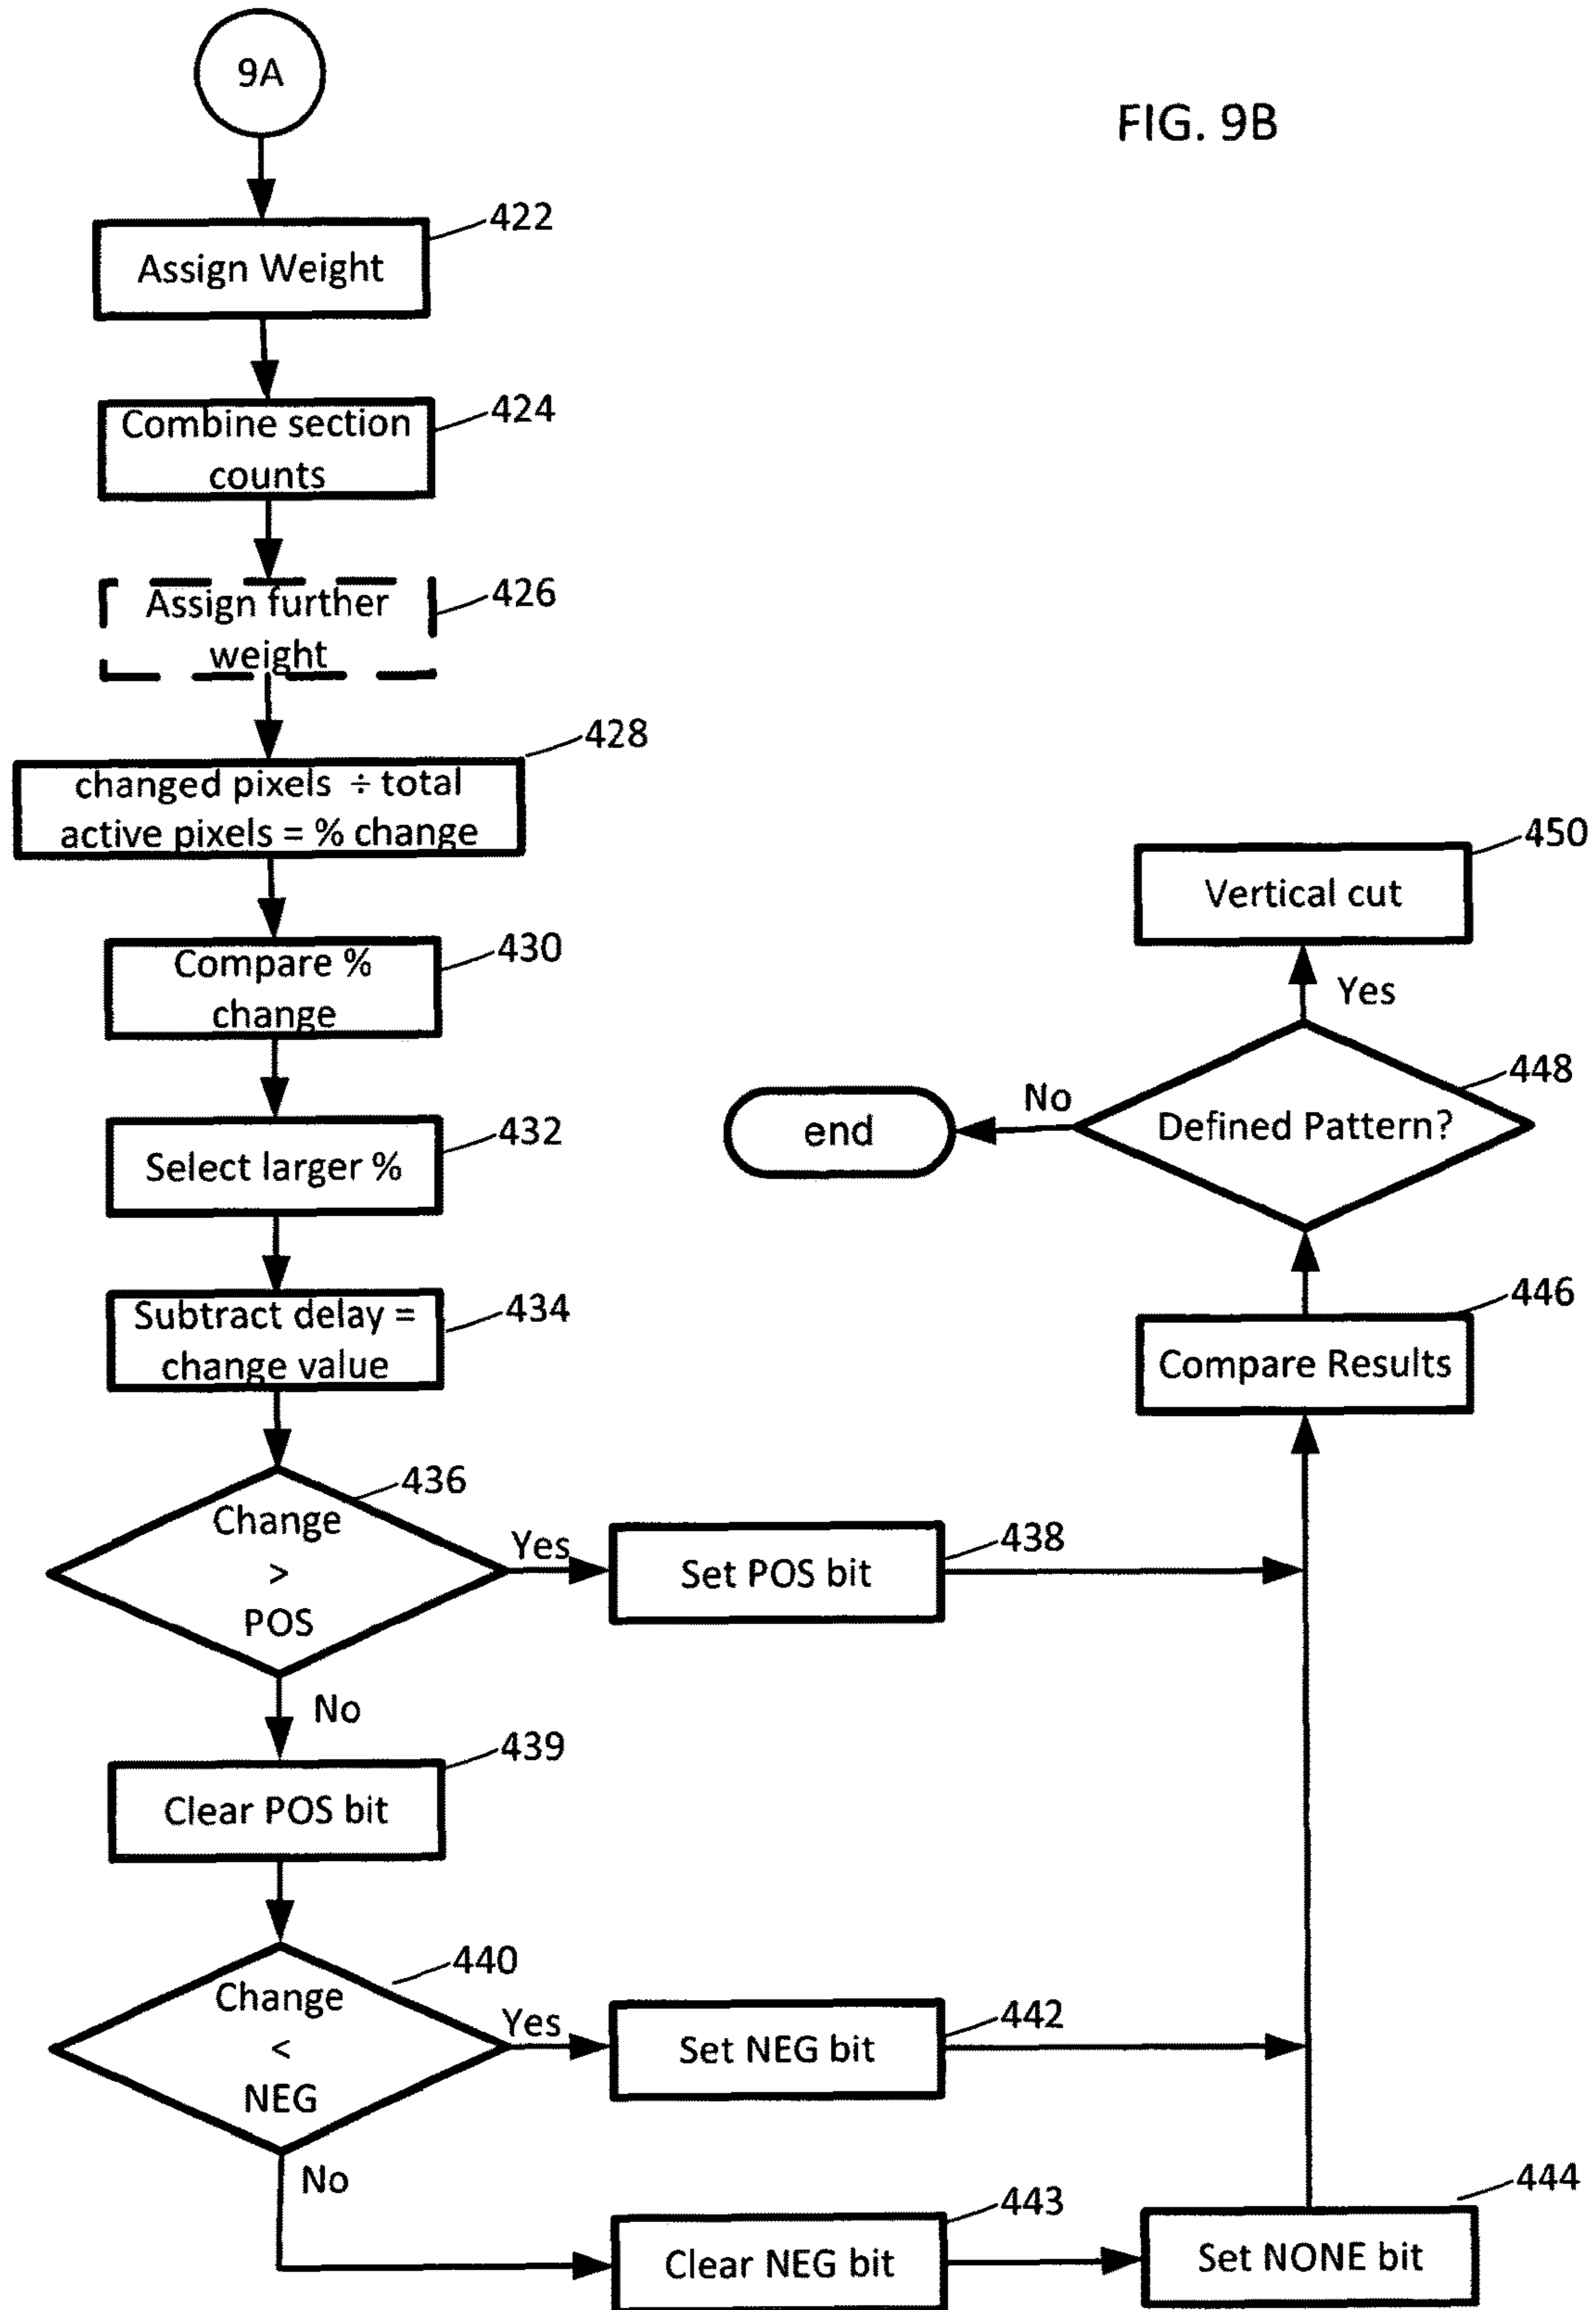 9A
FIG. 9B
422
Assign Weight
424
Combine section
counts
426
Assign further
weight
428
changed pixels ÷ total
active pixels = % change
430
Compare %
change
432
Select larger %
434
Subtract delay =
change value
436
Change
>
POS
Yes
438
Set POS bit
No
439
Clear POS bit
440
Change
<
NEG
Yes
442
Set NEG bit
No
443
Clear NEG bit
444
Set NONE bit
446
Compare Results
448
Defined Pattern?
No
end
Yes
450
Vertical cut